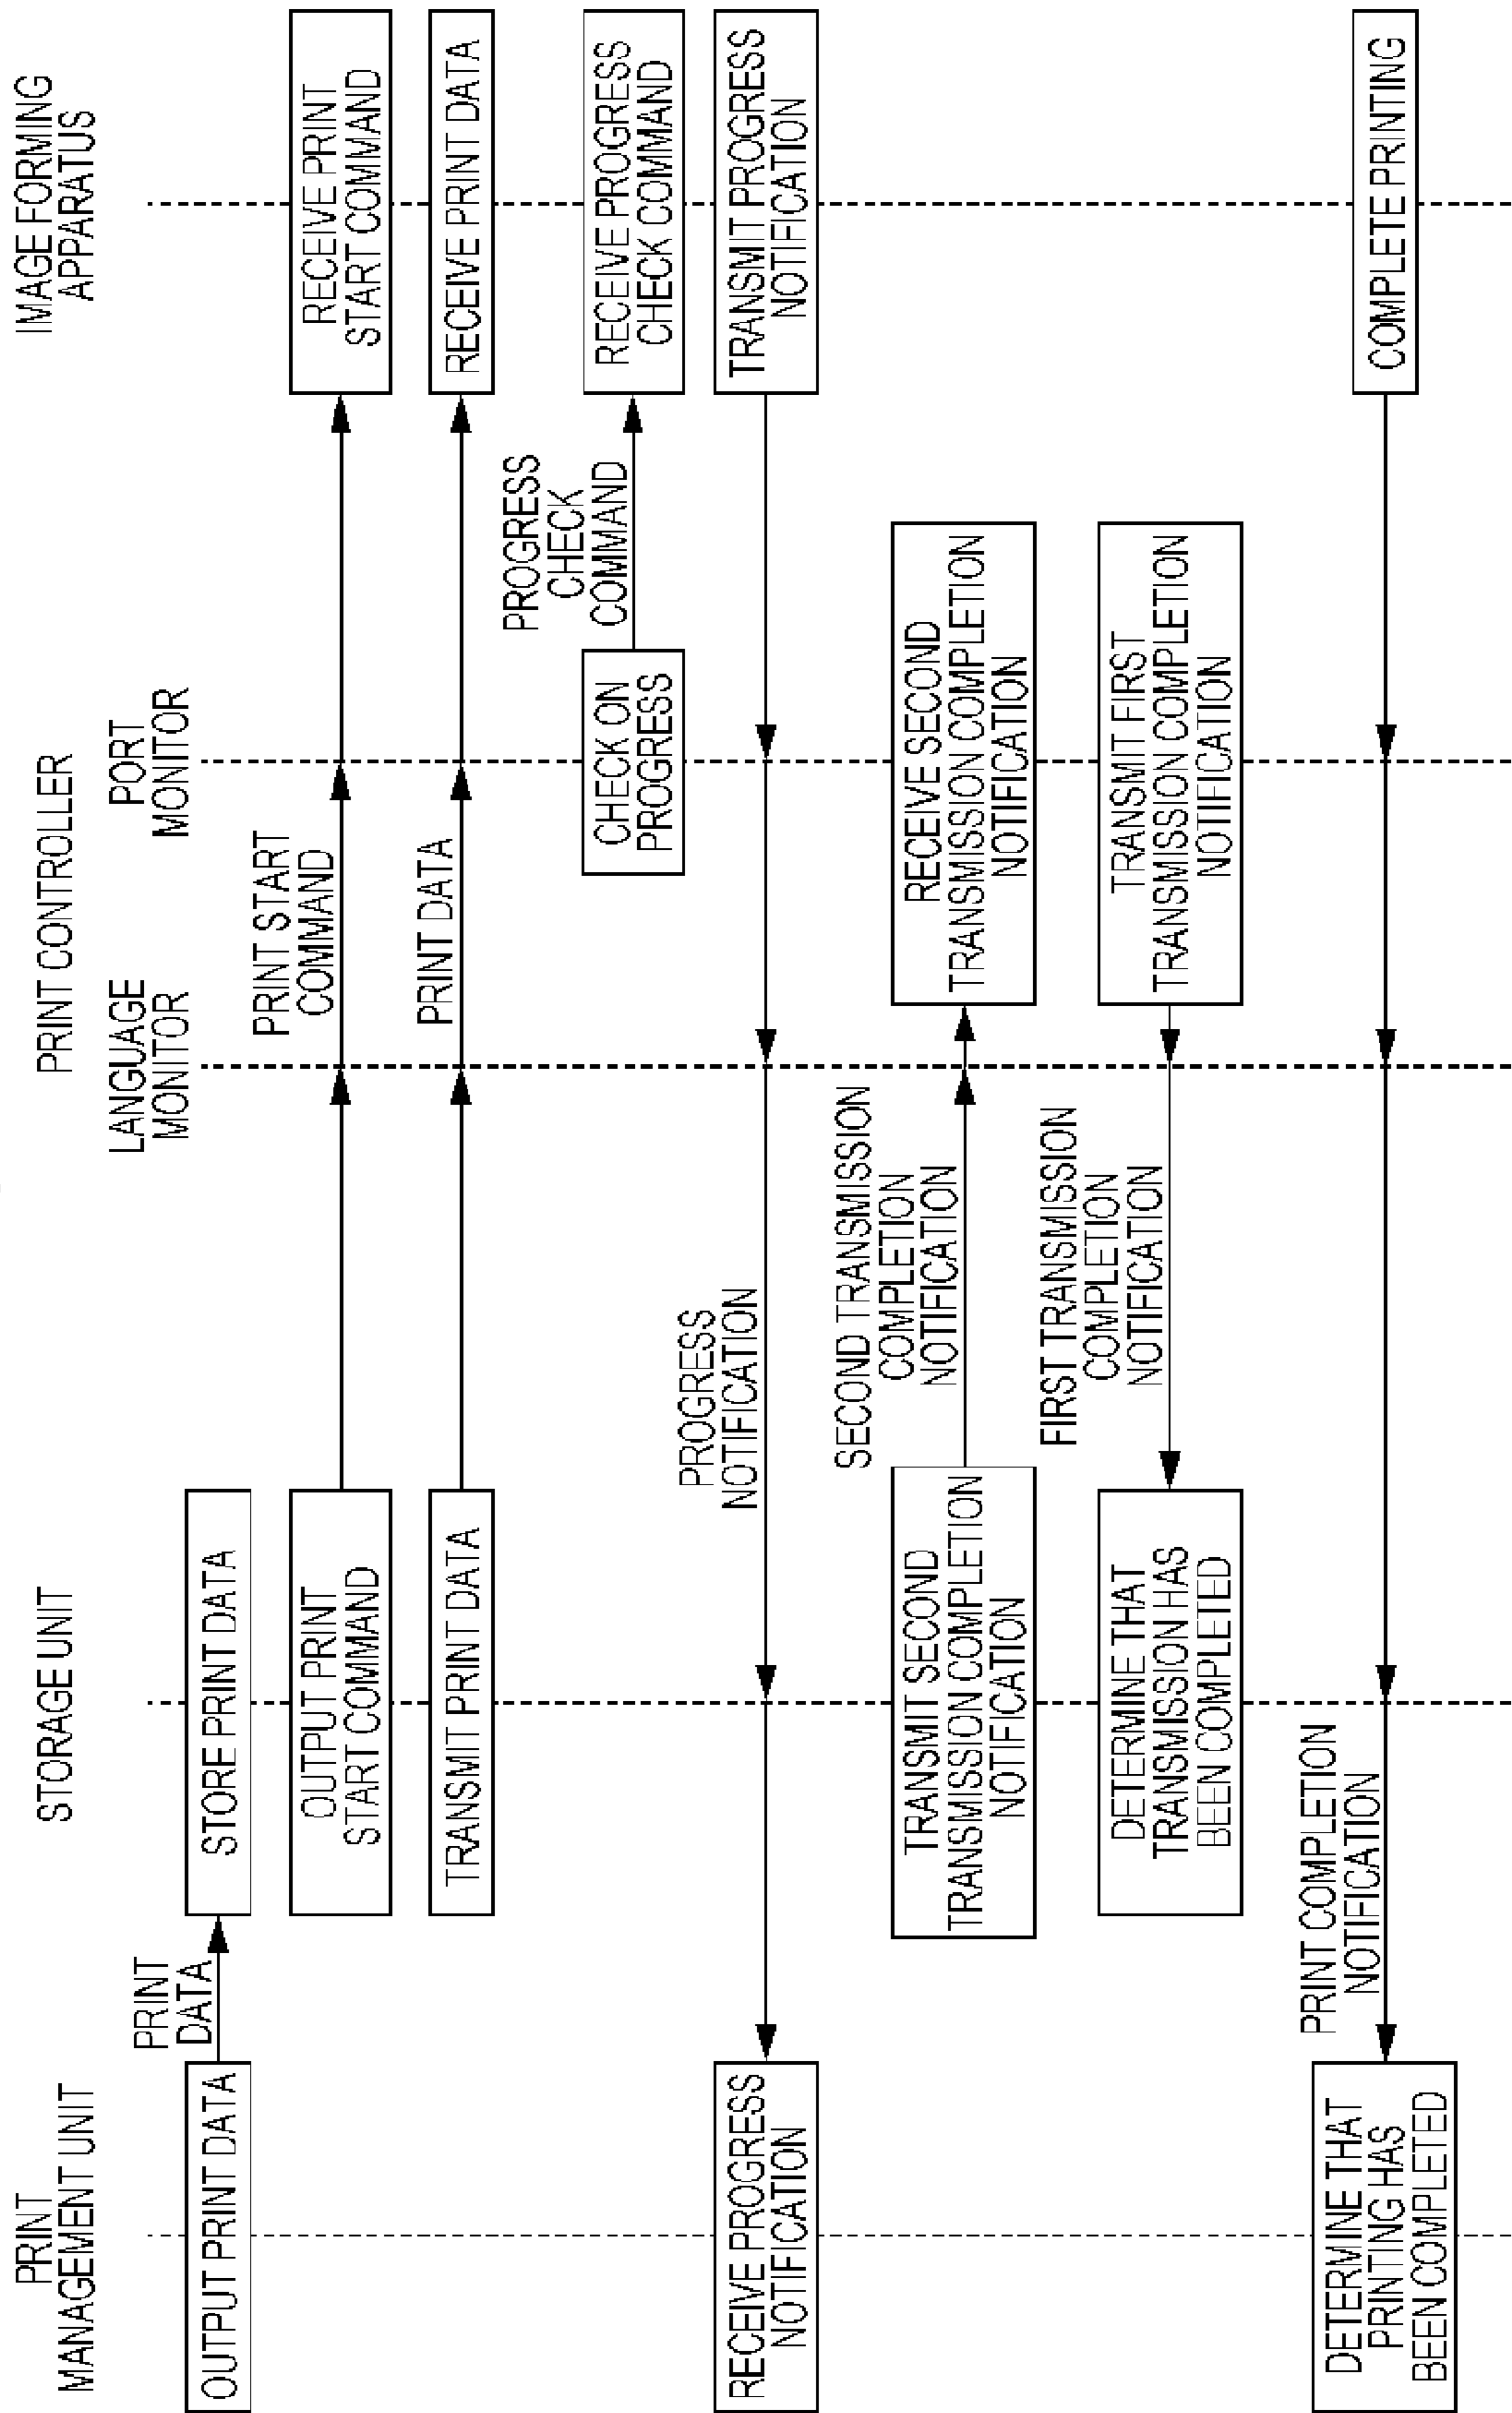 PRINT
MANAGEMENT UNIT
STORAGE UNIT
PRINT CONTROLLER
LANGUAGE
MONITOR
PORT
MONITOR
IMAGE FORMING
APPARATUS
OUTPUT PRINT DATA
PRINT
DATA
STORE PRINT DATA
OUTPUT PRINT
START COMMAND
PRINT START
COMMAND
RECEIVE PRINT
START COMMAND
TRANSMIT PRINT DATA
PRINT DATA
RECEIVE PRINT DATA
CHECK ON
PROGRESS
PROGRESS
CHECK
COMMAND
RECEIVE PROGRESS
CHECK COMMAND
RECEIVE PROGRESS
NOTIFICATION
PROGRESS
NOTIFICATION
TRANSMIT PROGRESS
NOTIFICATION
TRANSMIT SECOND
TRANSMISSION COMPLETION
NOTIFICATION
SECOND TRANSMISSION
COMPLETION
NOTIFICATION
RECEIVE SECOND
TRANSMISSION COMPLETION
NOTIFICATION
DETERMINE THAT
TRANSMISSION HAS
BEEN COMPLETED
FIRST TRANSMISSION
COMPLETION
NOTIFICATION
TRANSMIT FIRST
TRANSMISSION COMPLETION
NOTIFICATION
DETERMINE THAT
PRINTING HAS
BEEN COMPLETED
PRINT COMPLETION
NOTIFICATION
COMPLETE PRINTING